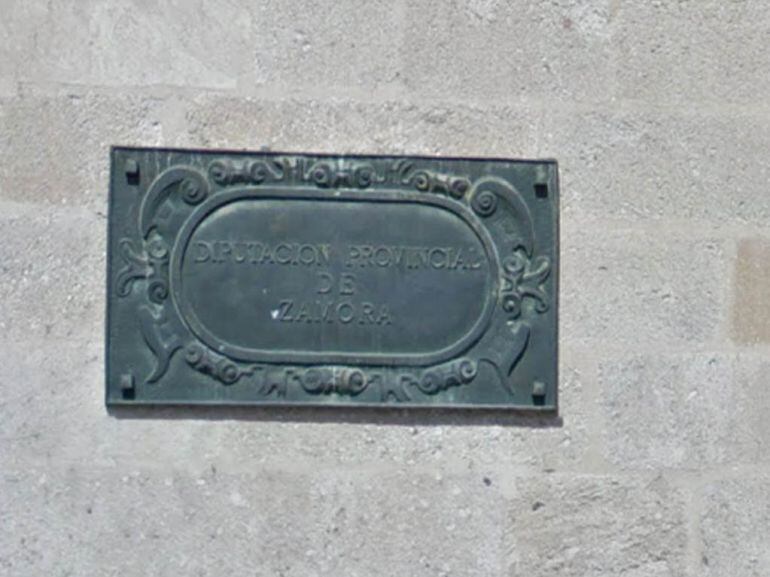 DIPUTACION PROVINCIAL
DE
ZAMORA